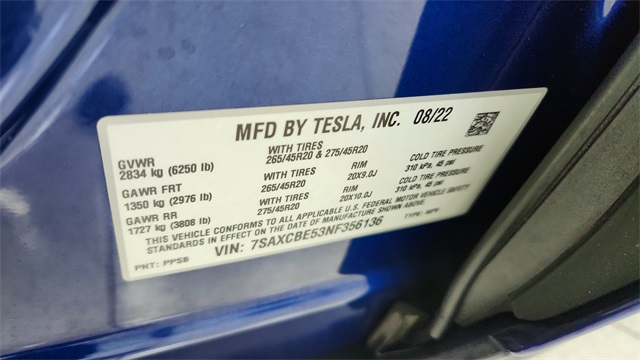 MFD BY TESLA, INC. 08/22
GVWR WITH TIRES COLD TIRE PRESSURE
2834 kg (6250 lb) 265/45R20 & 275/45R20 RIM 310 kPa, 45 psi
GAWR FRT WITH TIRES 20X9.0J
1350 kg (2976 lb) 265/45R20 RIM COLD TIRE PRESSURE
GAWR RR WITH TIRES 20X10.0J 310 kPa, 45 psi
1727 kg (3808 lb) 275/45R20
THIS VEHICLE CONFORMS TO ALL APPLICABLE U.S. FEDERAL MOTOR VEHICLE SAFETY
STANDARDS IN EFFECT ON THE DATE OF MANUFACTURE SHOWN ABOVE.
VIN: 7SAXCBE53NF356136 TYPE: MPV
PNT: PPSB